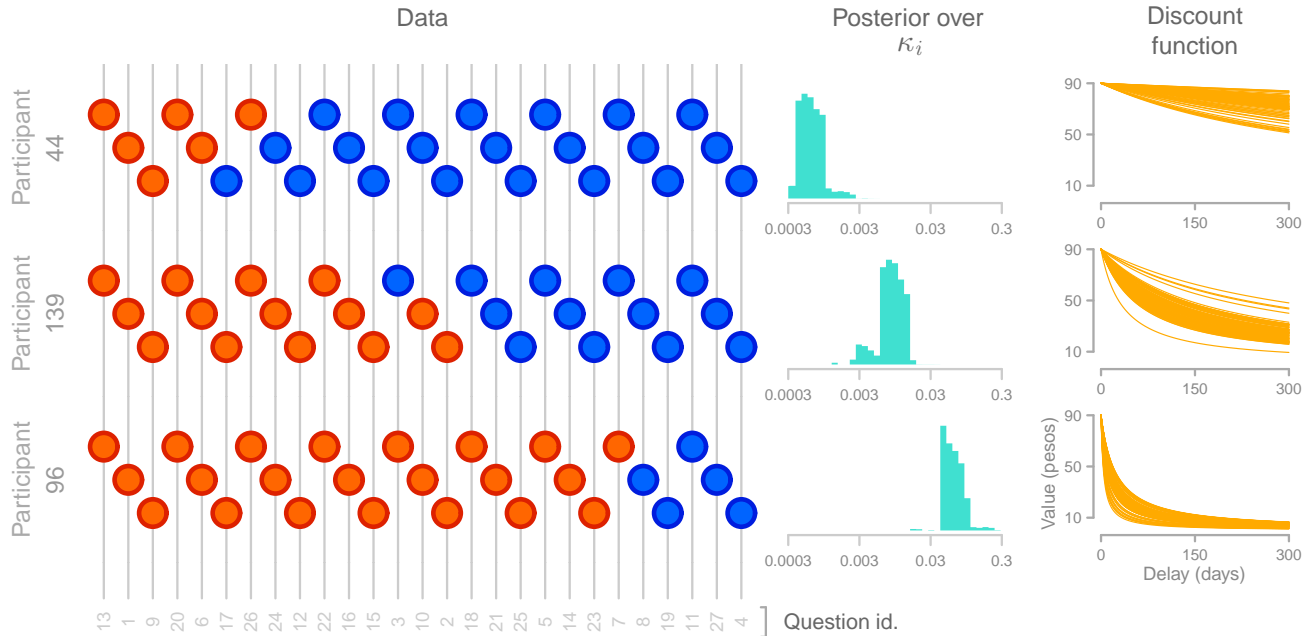 Data
Posterior over
κi
Discount
function
Participant
44
0.0003 0.003 0.03 0.3
90
50
10
0 150 300
Participant
139
0.0003 0.003 0.03 0.3
90
50
10
0 150 300
Participant
96
0.0003 0.003 0.03 0.3
Value (pesos)
90
50
10
0 150 300
Delay (days)
13 1 9 20 6 17 26 24 12 22 16 15 3 10 2 18 21 25 5 14 23 7 8 19 11 27 4
Question id.